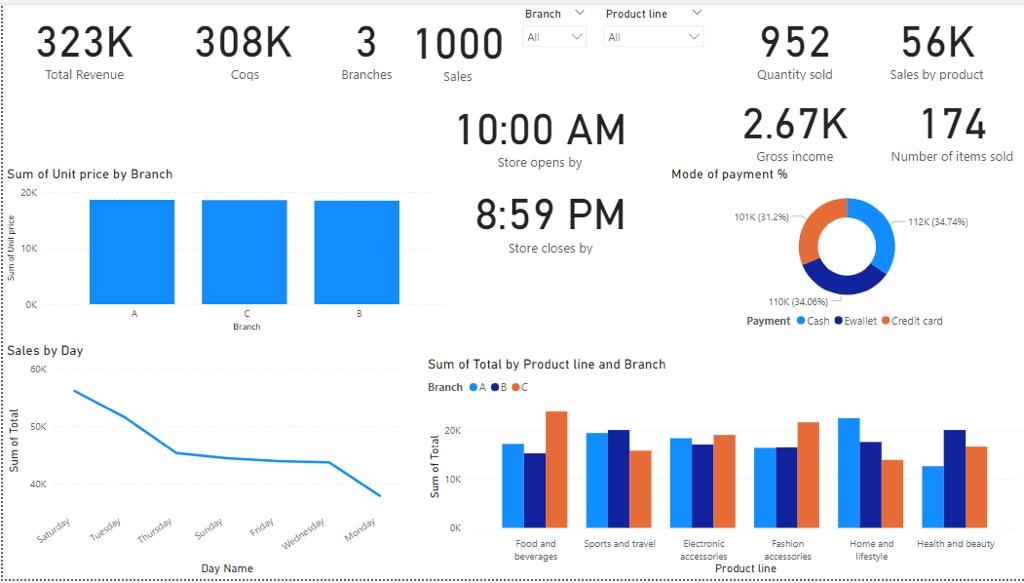 323K
Total Revenue
308K
Cogs
3
Branches
1000
Sales
Branch
All
Product line
All
952
Quantity sold
56K
Sales by product
10:00 AM
Store opens by
2.67K
Gross income
174
Number of items sold
8:59 PM
Store closes by
Sum of Unit price by Branch
Sum of Unit price
20K
10K
0K
A
C
B
Branch
Mode of payment %
101K (31.2%)
112K (34.74%)
110K (34.06%)
Payment Cash Ewallet Credit card
Sales by Day
Sum of Total
60K
50K
40K
Saturday
Tuesday
Thursday
Sunday
Friday
Wednesday
Monday
Day Name
Sum of Total by Product line and Branch
Branch A B C
Sum of Total
20K
10K
0K
Food and
beverages
Sports and travel
Electronic
accessories
Fashion
accessories
Home and
lifestyle
Health and beauty
Product line